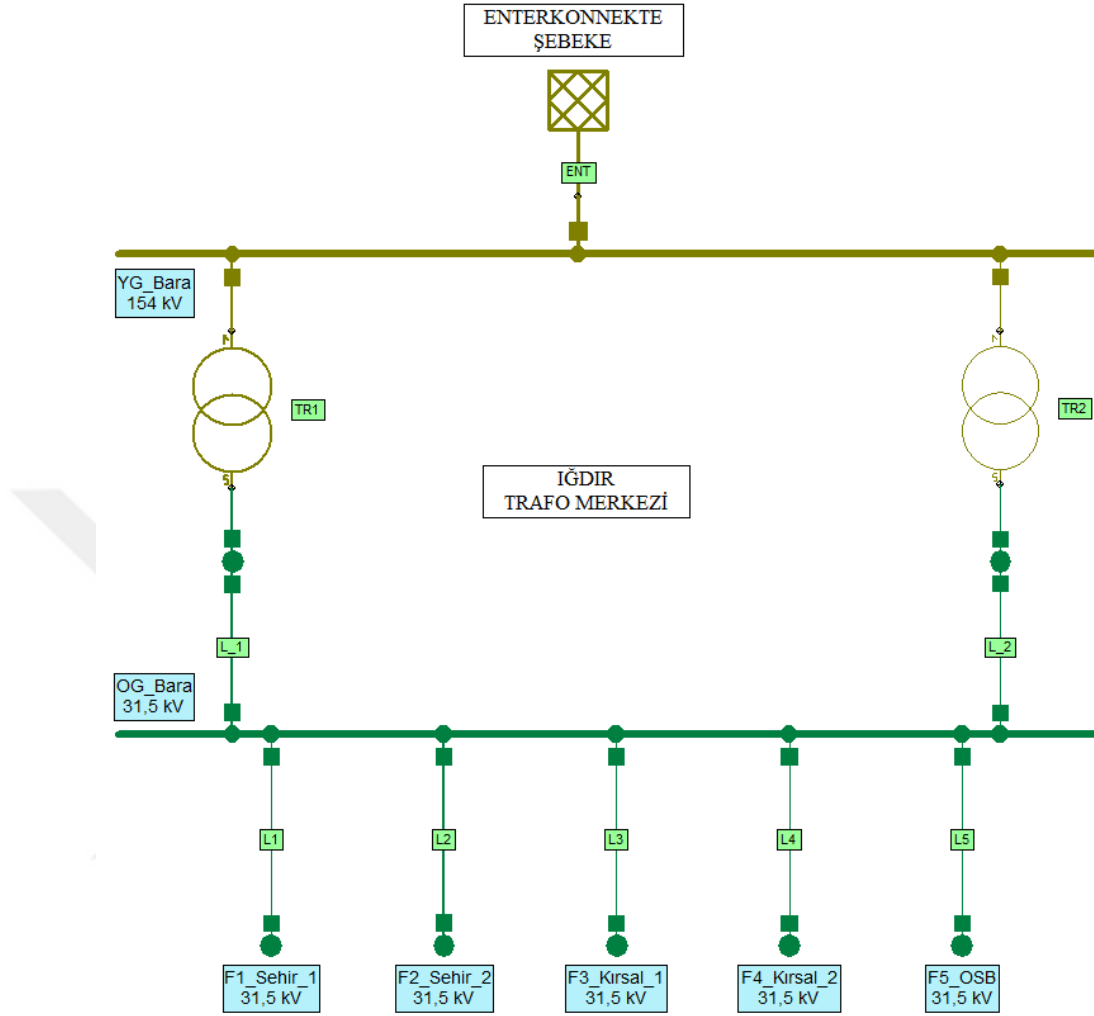 ENTERKONNEKTE
ŞEBEKE
ENT
YG_Bara
154 kV
TR1
TR2
IĞDIR
TRAFO MERKEZİ
L_1
L_2
OG_Bara
31,5 kV
L1
L2
L3
L4
L5
F1_Sehir_1
31,5 kV
F2_Sehir_2
31,5 kV
F3_Kırsal_1
31,5 kV
F4_Kırsal_2
31,5 kV
F5_OSB
31,5 kV